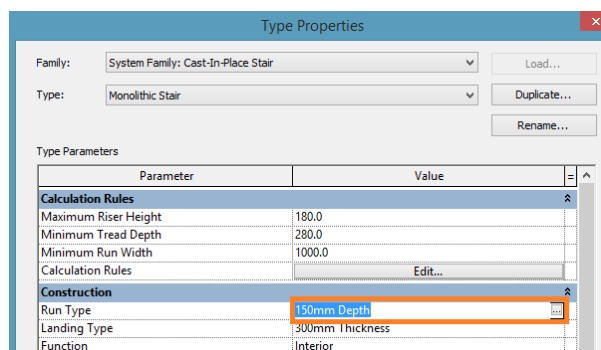 Type Properties
Family: System Family: Cast-In-Place Stair Load...
Type: Monolithic Stair Duplicate...
Rename...
Type Parameters
Parameter Value =
Calculation Rules
Maximum Riser Height 180.0
Minimum Tread Depth 280.0
Minimum Run Width 1000.0
Calculation Rules Edit...
Construction
Run Type 150mm Depth ...
Landing Type 300mm Thickness
Function Interior